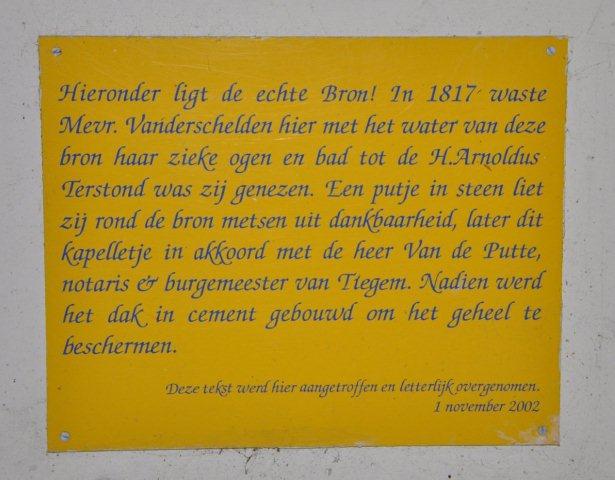 Hieronder ligt de echte Bron! In 1817 waste
Mevr. Vanderschelden hier met het water van deze
bron haar zieke ogen en bad tot de H.Arnoldus
Terstond was zij genezen. Een putje in steen liet
zij rond de bron metsen uit dankbaarheid, later dit
kapelletje in akkoord met de heer Van de Putte,
notaris & burgemeester van Tiegem. Nadien werd
het dak in cement gebouwd om het geheel te
beschermen.
Deze tekst werd hier aangetroffen en letterlijk overgenomen.
1 november 2002